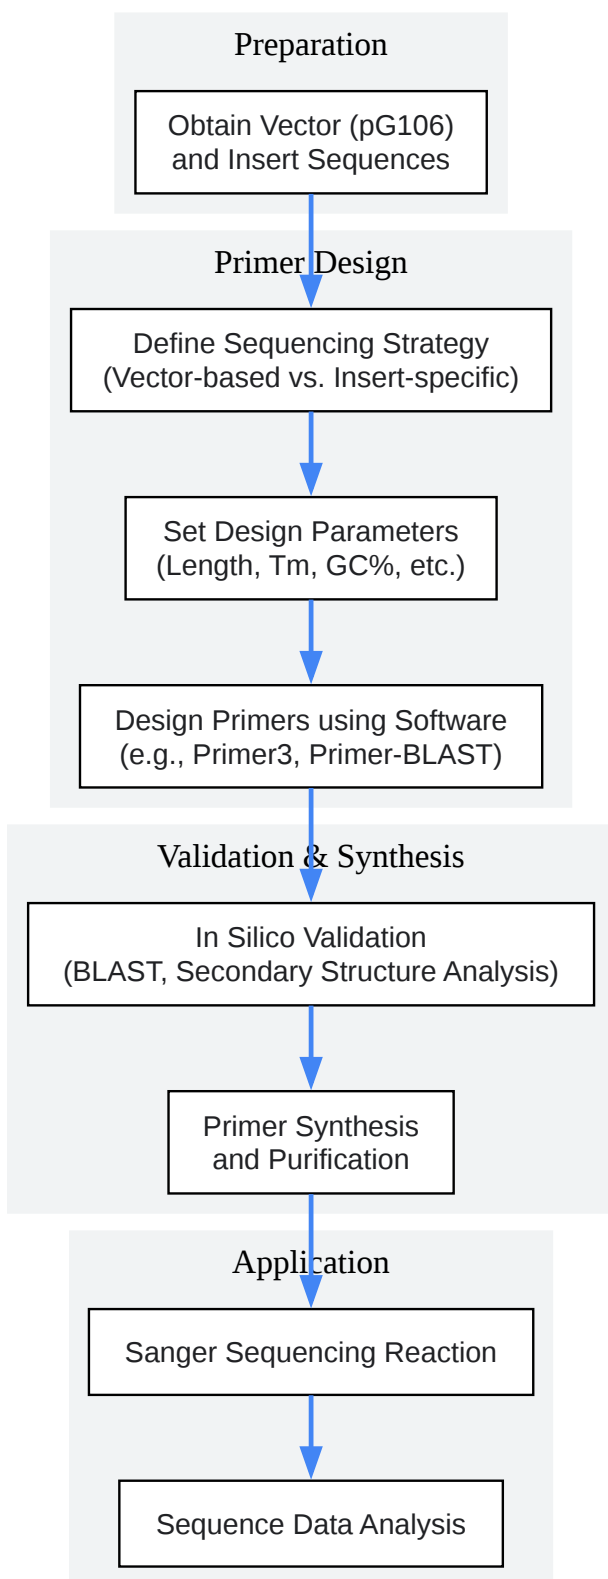 Preparation
Obtain Vector (pG106)
and Insert Sequences
Primer Design
Define Sequencing Strategy
(Vector-based vs. Insert-specific)
Set Design Parameters
(Length, Tm, GC%, etc.)
Design Primers using Software
(e.g., Primer3, Primer-BLAST)
Validation & Synthesis
In Silico Validation
(BLAST, Secondary Structure Analysis)
Primer Synthesis
and Purification
Application
Sanger Sequencing Reaction
Sequence Data Analysis